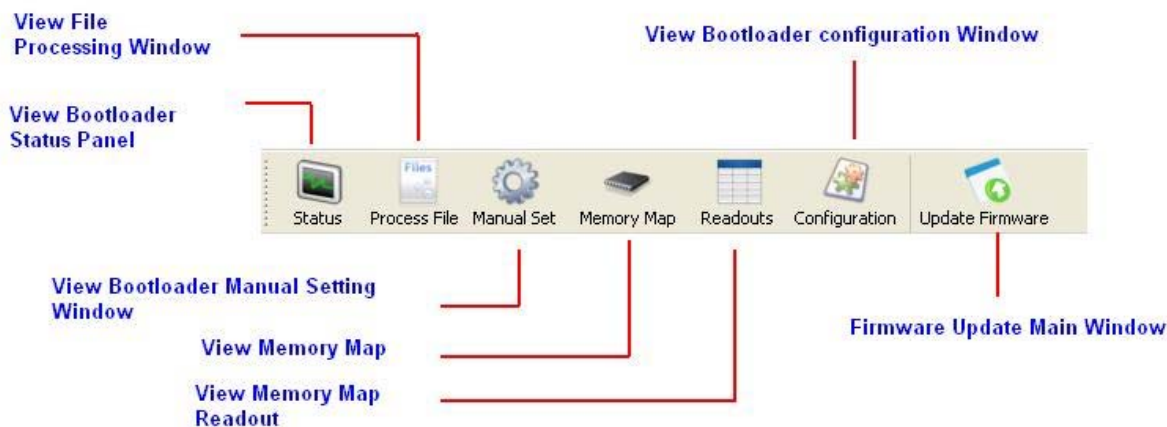 View File
Processing Window
View Bootloader configuration Window
View Bootloader
Status Panel
Files
Status
Process File
Manual Set
Memory Map
Readouts
Configuration
Update Firmware
View Bootloader Manual Setting
Window
Firmware Update Main Window
View Memory Map
View Memory Map
Readout